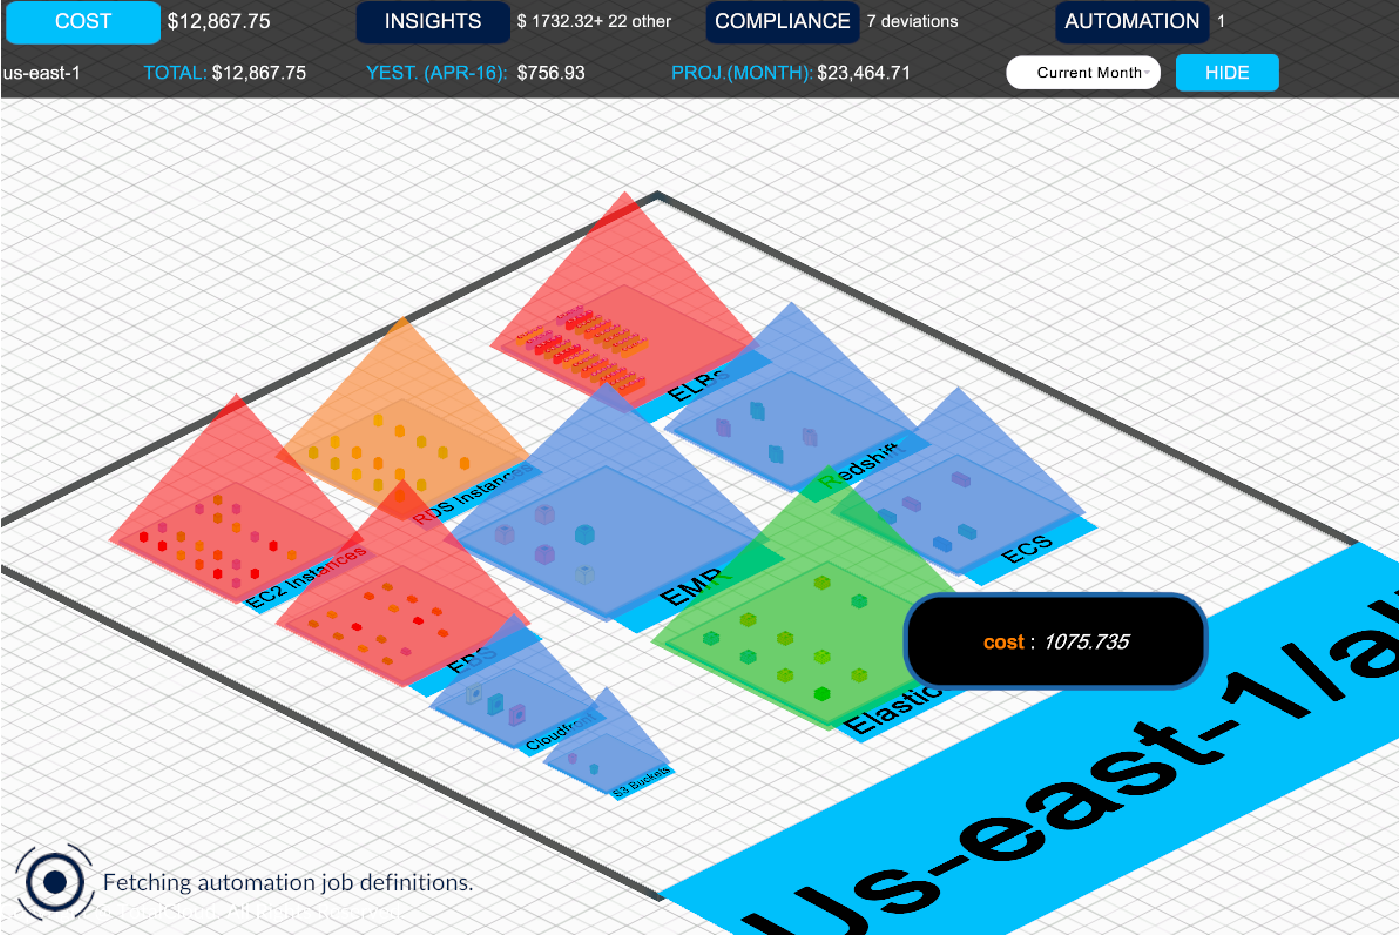 COST $12,867.75 INSIGHTS $ 1732.32+ 22 other COMPLIANCE 7 deviations AUTOMATION 1
us-east-1 TOTAL: $12,867.75 YEST. (APR-16): $756.93 PROJ.(MONTH): $23,464.71 Current Month HIDE
ELBs
Redshift
RDS Instances
ECS
EC2 Instances
EMR
EBS
cost : 1075.735
Elastic
Cloudfront
S3 Buckets
Us-east-1/a
Fetching automation job definitions.